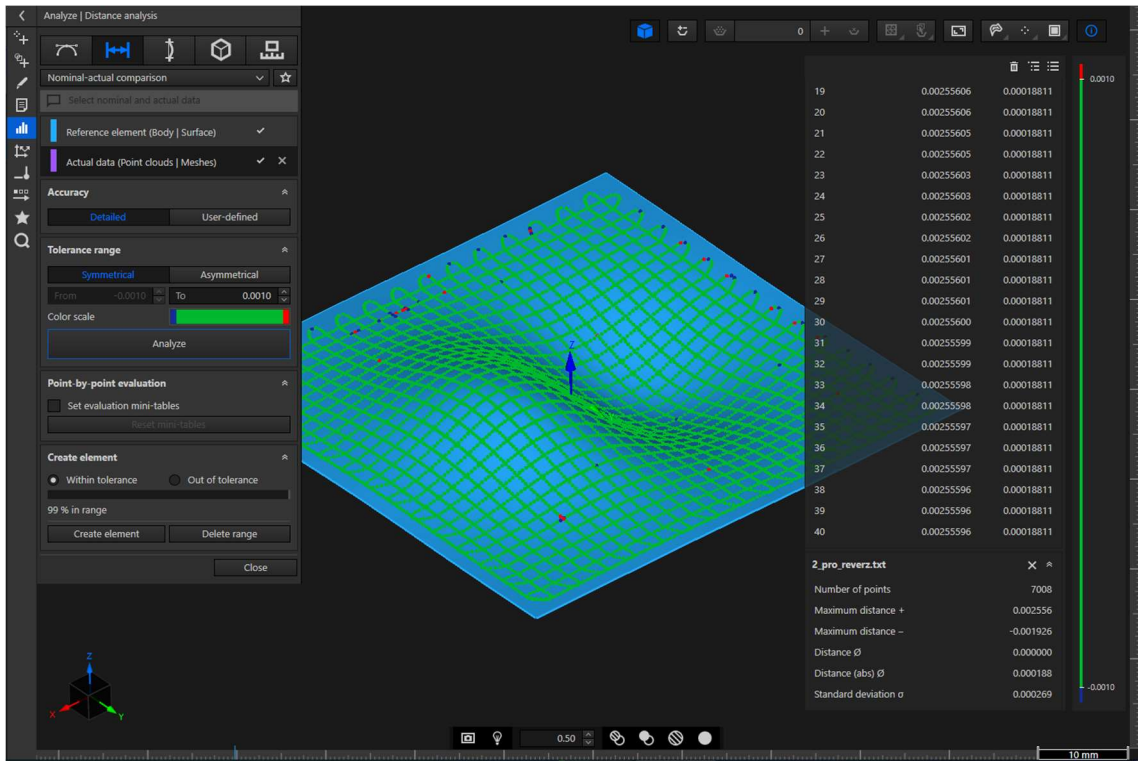 Analyze | Distance analysis
Nominal-actual comparison
Select nominal and actual data
Reference element (Body | Surface)
Actual data (Point clouds | Meshes)
Accuracy
Detailed User-defined
Tolerance range
Symmetrical Asymmetrical
From -0.0010 To 0.0010
Color scale
Analyze
Point-by-point evaluation
Set evaluation mini-tables
Reset mini-tables
Create element
Within tolerance Out of tolerance
99 % in range
Create element Delete range
Close
Z
X
Y
0
Z
0.50
19 0.00255606 0.00018811
20 0.00255606 0.00018811
21 0.00255605 0.00018811
22 0.00255605 0.00018811
23 0.00255603 0.00018811
24 0.00255603 0.00018811
25 0.00255602 0.00018811
26 0.00255602 0.00018811
27 0.00255601 0.00018811
28 0.00255601 0.00018811
29 0.00255601 0.00018811
30 0.00255600 0.00018811
31 0.00255599 0.00018811
32 0.00255599 0.00018811
33 0.00255598 0.00018811
34 0.00255598 0.00018811
35 0.00255597 0.00018811
36 0.00255597 0.00018811
37 0.00255597 0.00018811
38 0.00255596 0.00018811
39 0.00255596 0.00018811
40 0.00255596 0.00018811
2_pro_reverz.txt
Number of points 7008
Maximum distance + 0.002556
Maximum distance – -0.001926
Distance Ø 0.000000
Distance (abs) Ø 0.000188
Standard deviation σ 0.000269
0.0010
-0.0010
10 mm